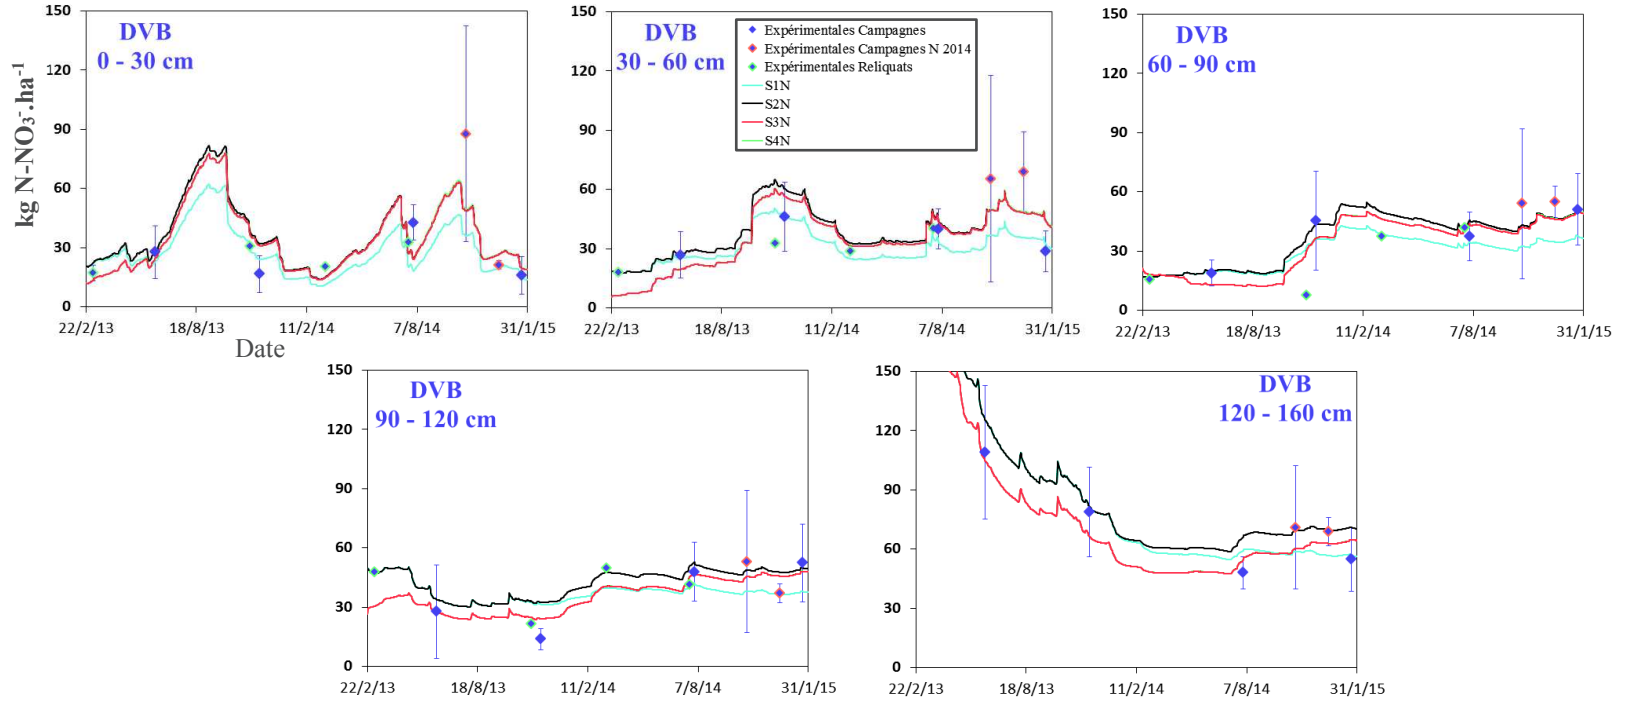 kg N-NO3-.ha-1
150
120
90
60
30
0
DVB
0 - 30 cm
22/2/13 18/8/13 11/2/14 7/8/14 31/1/15
Date
150
120
90
60
30
0
DVB
30 - 60 cm
Expérimentales Campagnes
Expérimentales Campagnes N 2014
Expérimentales Reliquats
S1N
S2N
S3N
S4N
22/2/13 18/8/13 11/2/14 7/8/14 31/1/15
150
120
90
60
30
0
DVB
60 - 90 cm
22/2/13 18/8/13 11/2/14 7/8/14 31/1/15
150
120
90
60
30
0
DVB
90 - 120 cm
22/2/13 18/8/13 11/2/14 7/8/14 31/1/15
150
120
90
60
30
0
DVB
120 - 160 cm
22/2/13 18/8/13 11/2/14 7/8/14 31/1/15